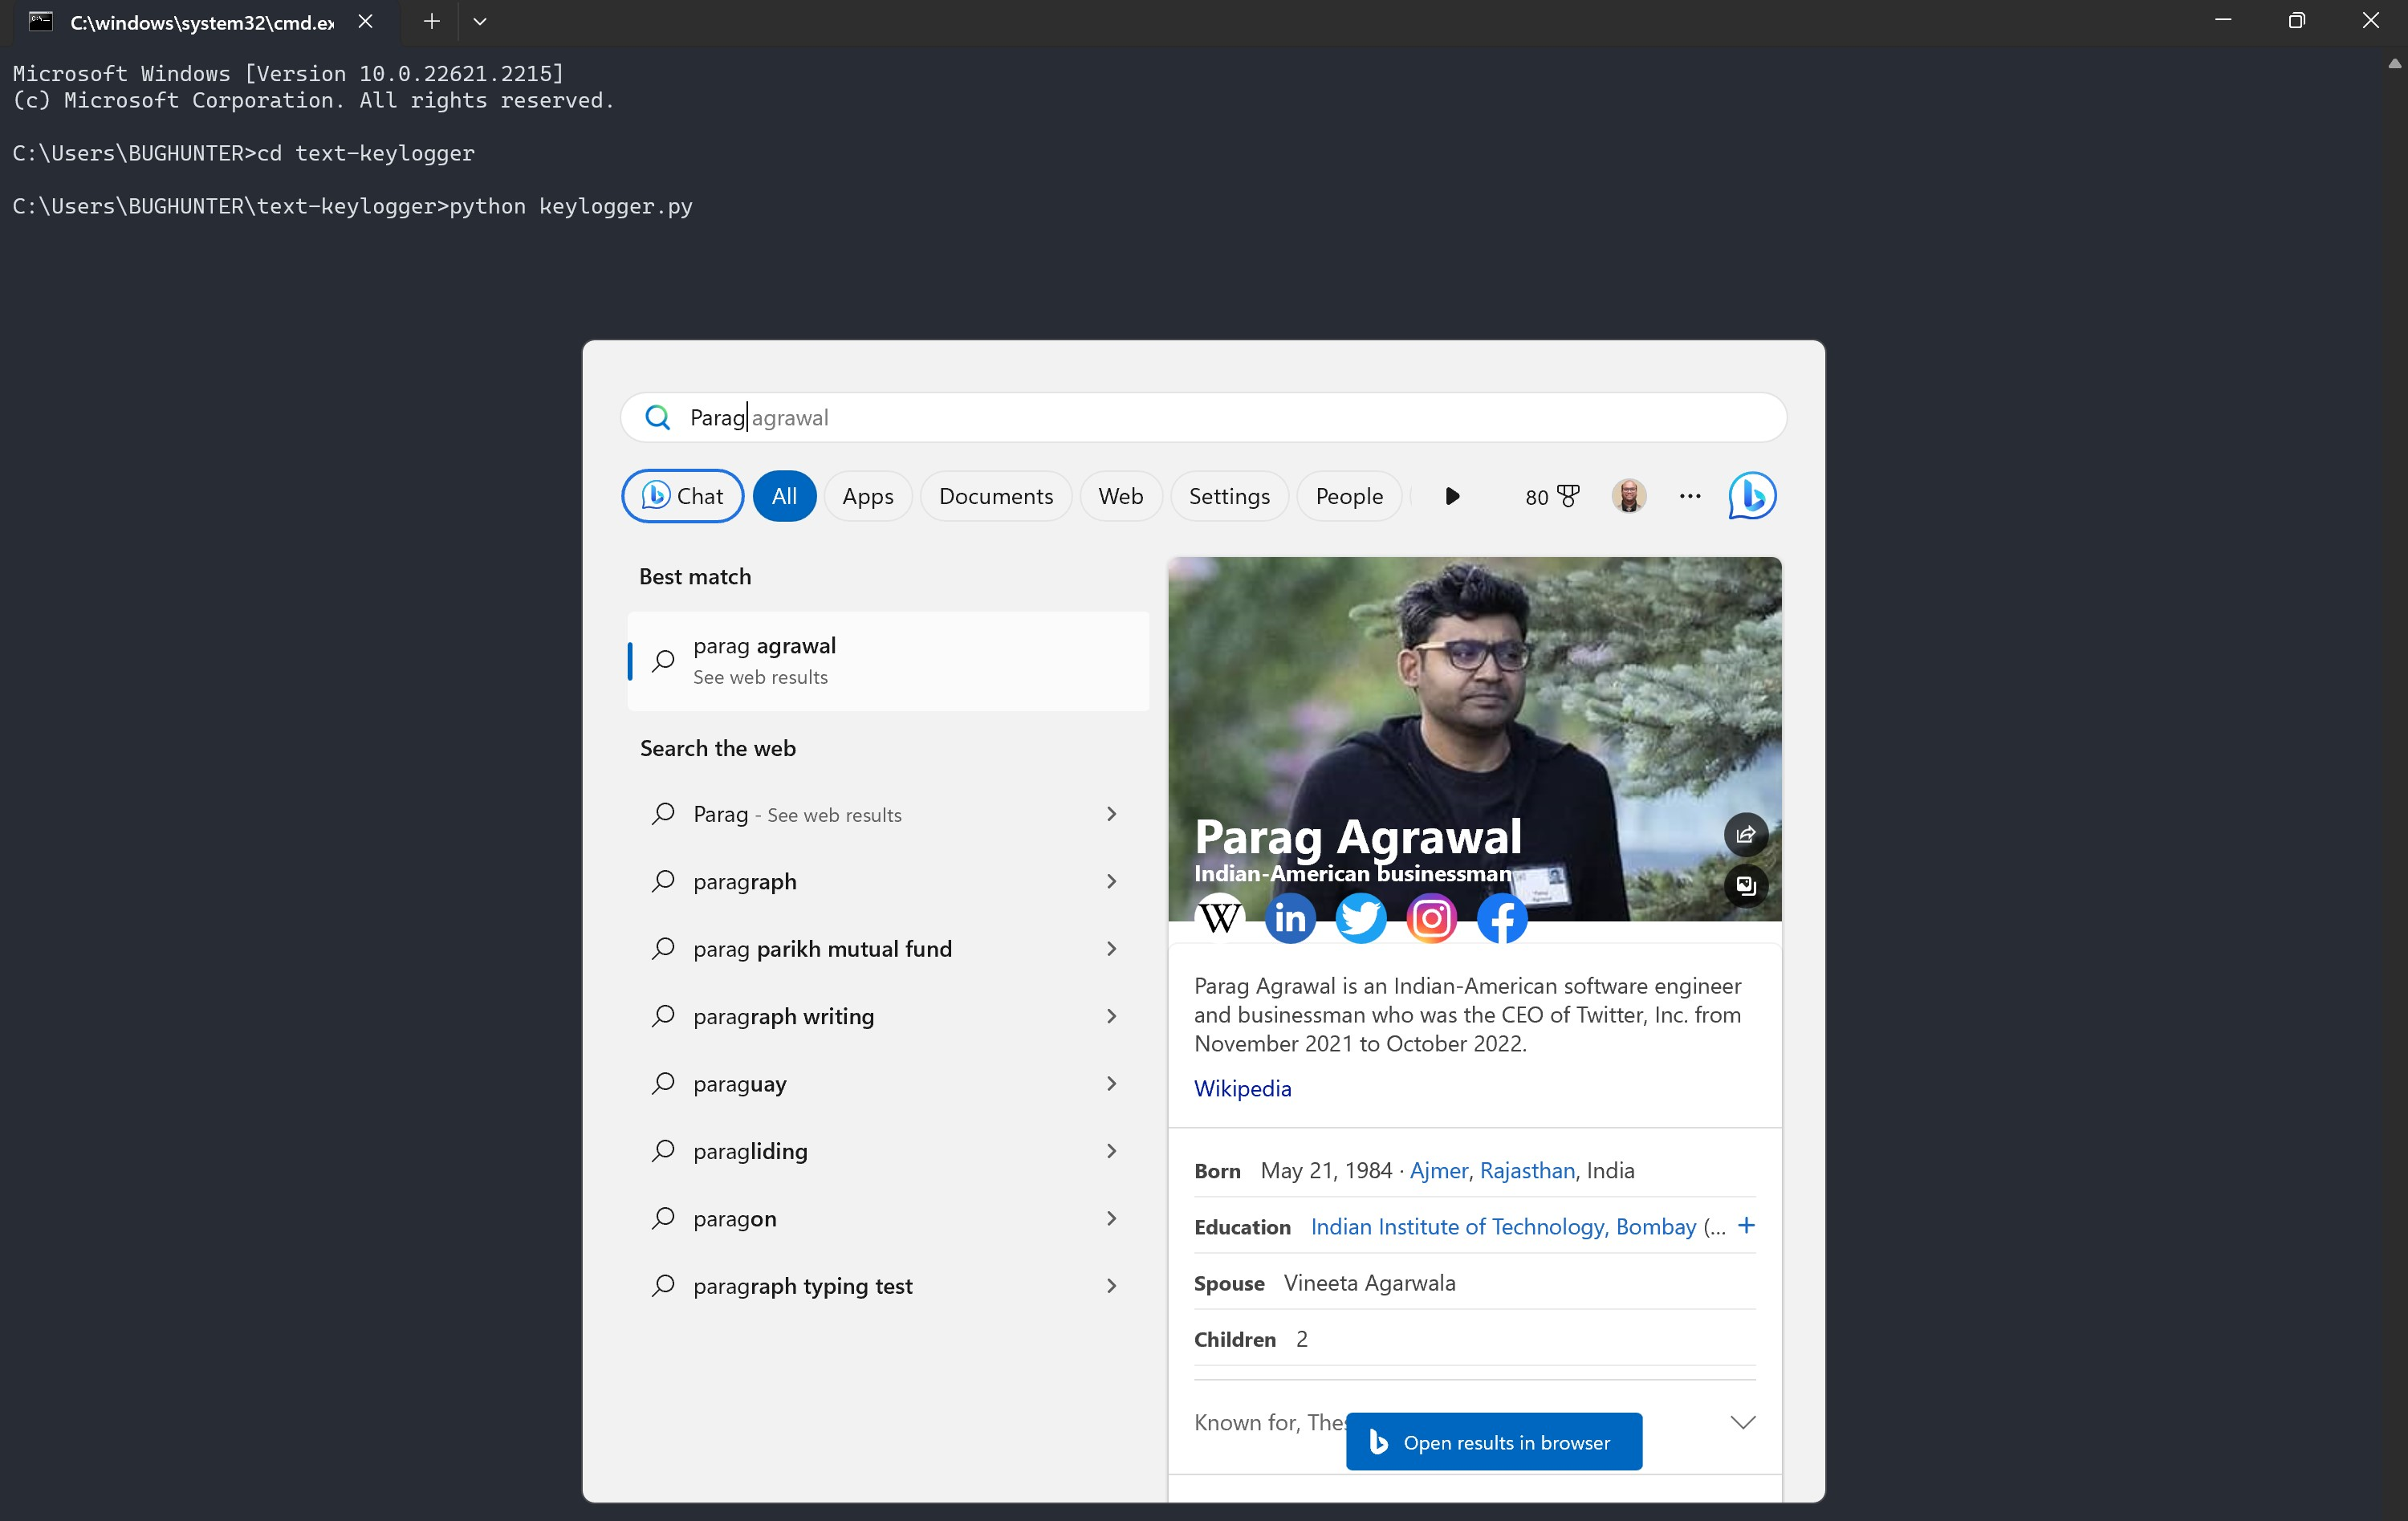 C:\windows\system32\cmd.ex
Microsoft Windows [Version 10.0.22621.2215]
(c) Microsoft Corporation. All rights reserved.
C:\Users\BUGHUNTER>cd text-keylogger
C:\Users\BUGHUNTER\text-keylogger>python keylogger.py
Parag agrawal
Chat All Apps Documents Web Settings People 80
Best match
parag agrawal
See web results
Search the web
Parag - See web results
paragraph
parag parikh mutual fund
paragraph writing
paraguay
paragliding
paragon
paragraph typing test
Parag Agrawal
Indian-American businessman
W in
Parag Agrawal is an Indian-American software engineer
and businessman who was the CEO of Twitter, Inc. from
November 2021 to October 2022.
Wikipedia
Born May 21, 1984 · Ajmer, Rajasthan, India
Education Indian Institute of Technology, Bombay (...
Spouse Vineeta Agarwala
Children 2
Known for, Thes
Open results in browser